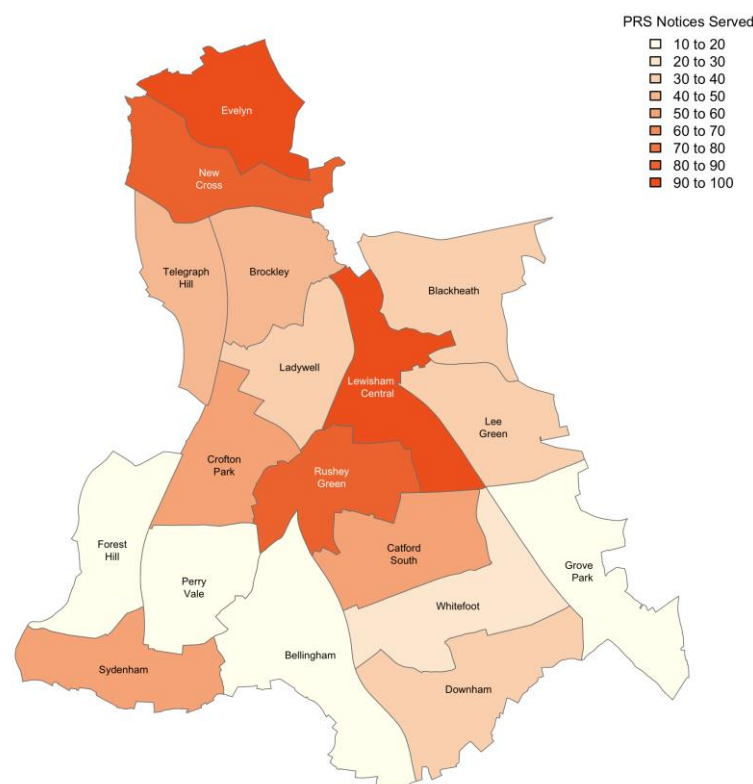 PRS Notices Served
10 to 20
20 to 30
30 to 40
40 to 50
50 to 60
60 to 70
70 to 80
80 to 90
90 to 100
Evelyn
New
Cross
Telegraph
Hill
Brockley
Blackheath
Ladywell
Lewisham
Central
Lee
Green
Crofton
Park
Rushey
Green
Forest
Hill
Catford
South
Grove
Park
Perry
Vale
Whitefoot
Bellingham
Sydenham
Downham